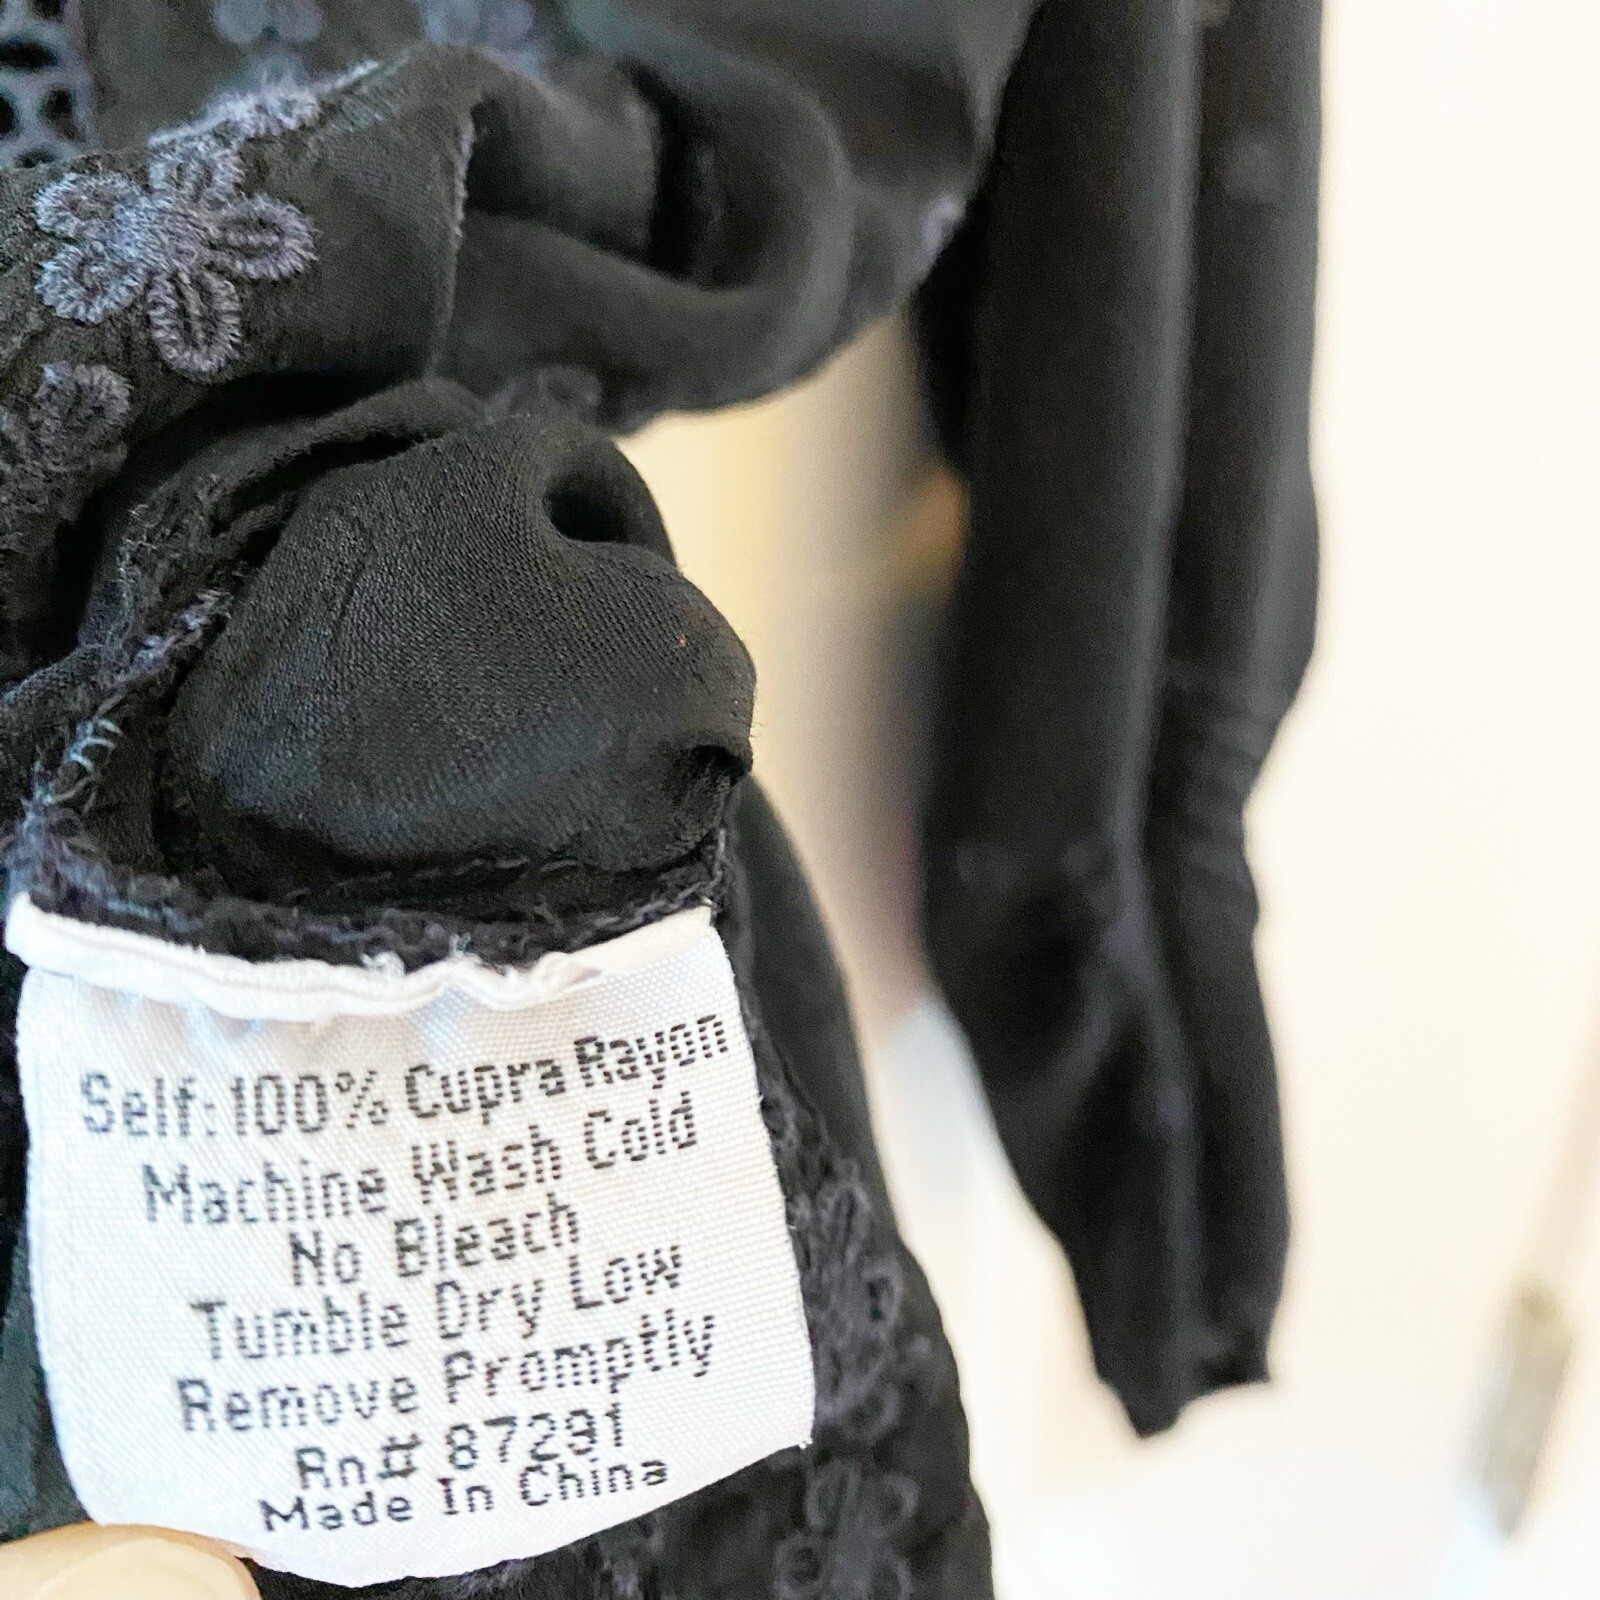 Self: 100% Cupra Rayon
Machine Wash Cold
No Bleach
Tumble Dry Low
Remove Promptly
Rn# 87291
Made In China